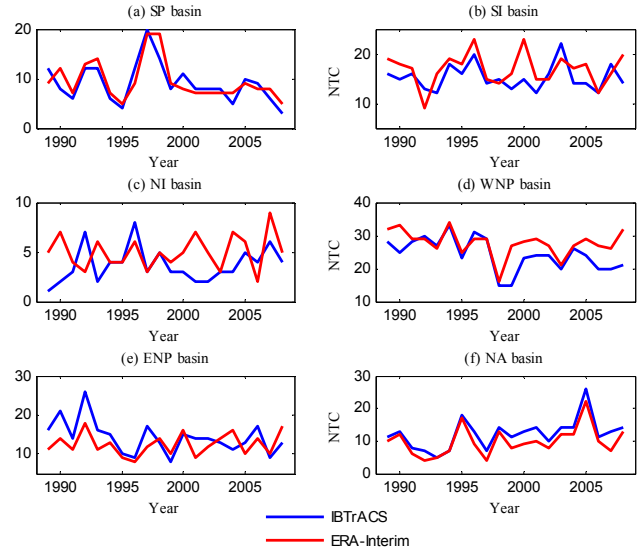 (a) SP basin
(b) SI basin
20
10
0
1990
1995
2000
2005
Year
NTC
20
10
1990
1995
2000
2005
Year
(c) NI basin
(d) WNP basin
10
5
0
1990
1995
2000
2005
Year
NTC
40
30
20
10
1990
1995
2000
2005
Year
(e) ENP basin
(f) NA basin
30
20
10
1990
1995
2000
2005
Year
NTC
30
20
10
0
1990
1995
2000
2005
Year
IBTrACS
ERA-Interim